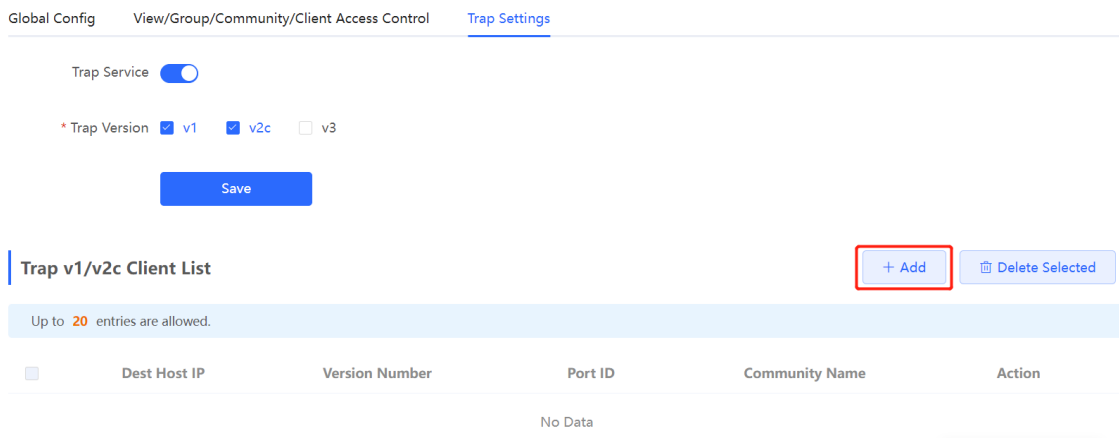 Global Config View/Group/Community/Client Access Control Trap Settings
Trap Service
* Trap Version v1 v2c v3
Save
Trap v1/v2c Client List + Add Delete Selected
Up to 20 entries are allowed.
Dest Host IP Version Number Port ID Community Name Action
No Data